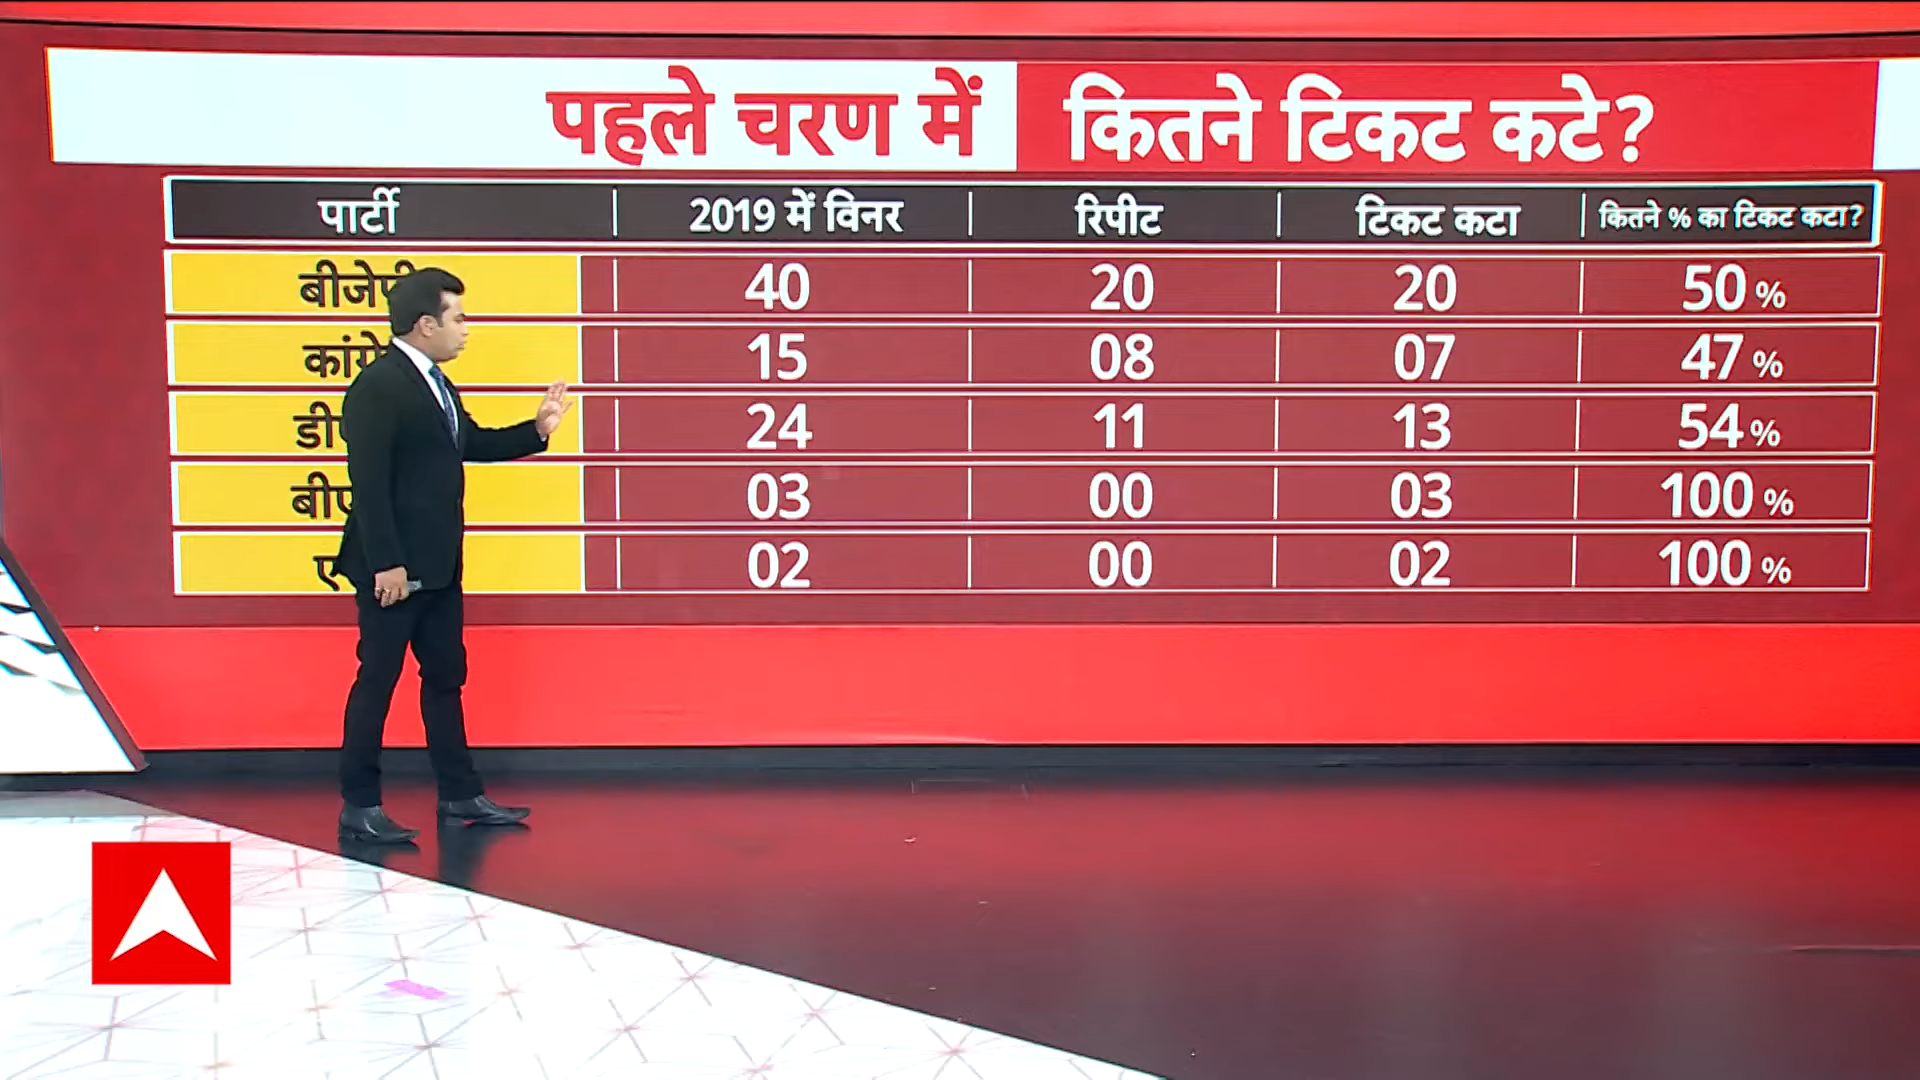 पहले चरण में कितने टिकट कटे?
पार्टी 2019 में विनर रिपीट टिकट कटा कितने % का टिकट कटा?
40 20 20 50 %
15 08 07 47 %
24 11 13 54 %
03 00 03 100 %
02 00 02 100 %